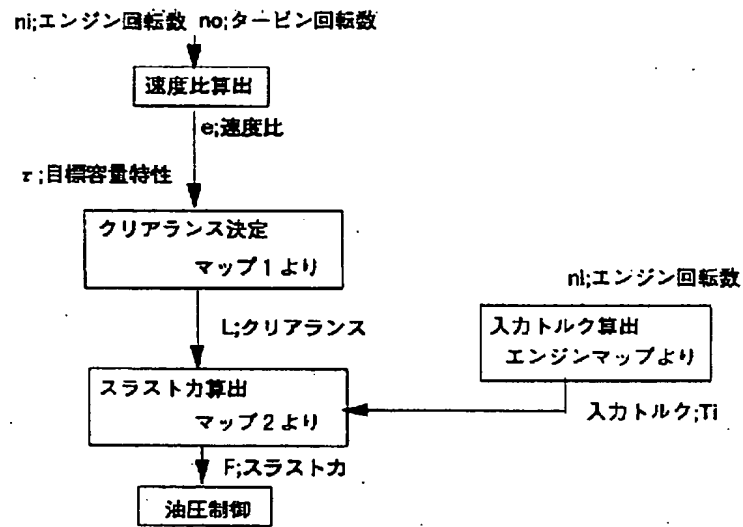 ni;エンジン回転数 no;タービン回転数
速度比算出
e;速度比
τ;目標容量特性
クリアランス決定
マップ1より
ni;エンジン回転数
L;クリアランス
入力トルク算出
エンジンマップより
スラスト力算出
マップ2より
入力トルク;Ti
F;スラスト力
油圧制御